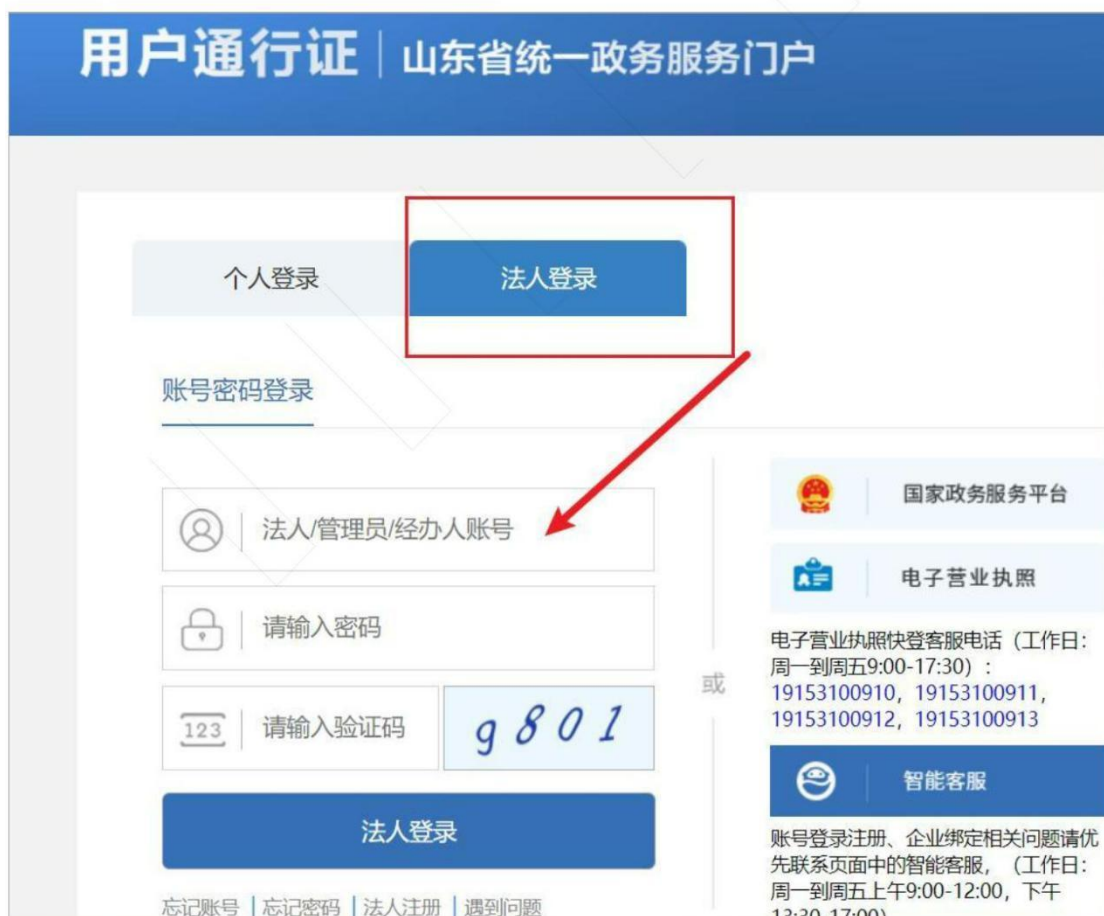 用户通行证 山东省统一政务服务门户
个人登录
法人登录
账号密码登录
法人/管理员/经办人账号
请输入密码
123 请输入验证码
g801
法人登录
忘记账号 忘记密码 法人注册 遇到问题
或
国家政务服务平台
电子营业执照
电子营业执照快登客服电话（工作日：
周一到周五9:00-17:30）：
19153100910，19153100911，
19153100912，19153100913
智能客服
账号登录注册、企业绑定相关问题请优
先联系页面中的智能客服，（工作日：
周一到周五上午9:00-12:00，下午
13:30-17:00）